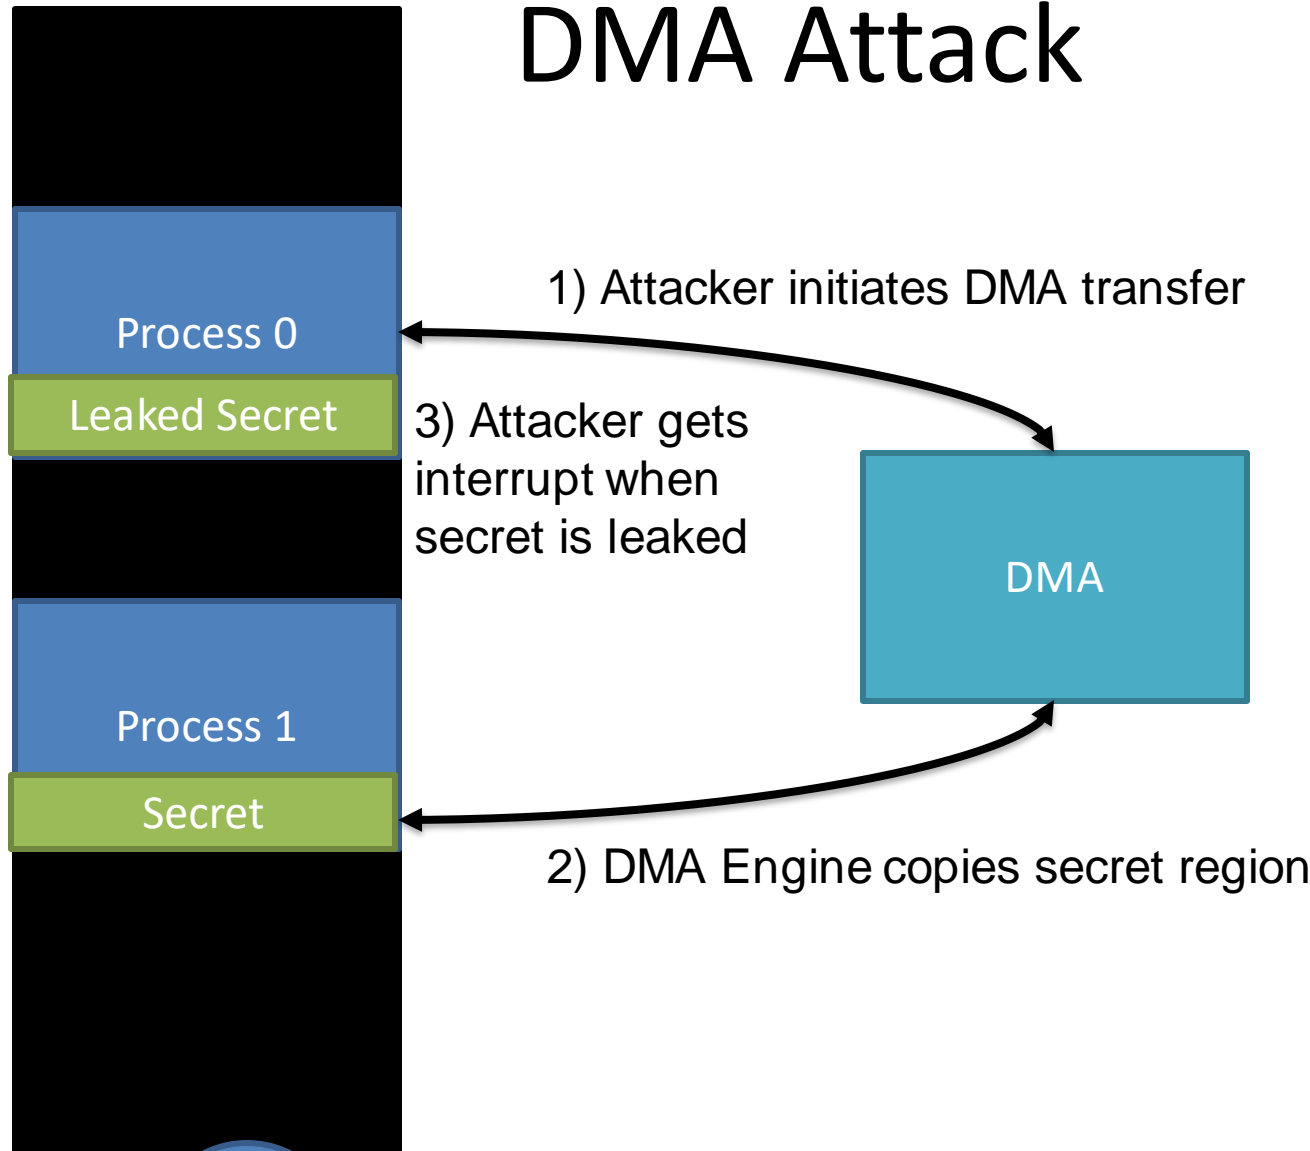 DMA Attack
1) Attacker initiates DMA transfer
Process 0
Leaked Secret
3) Attacker gets
interrupt when
secret is leaked
DMA
Process 1
Secret
2) DMA Engine copies secret region